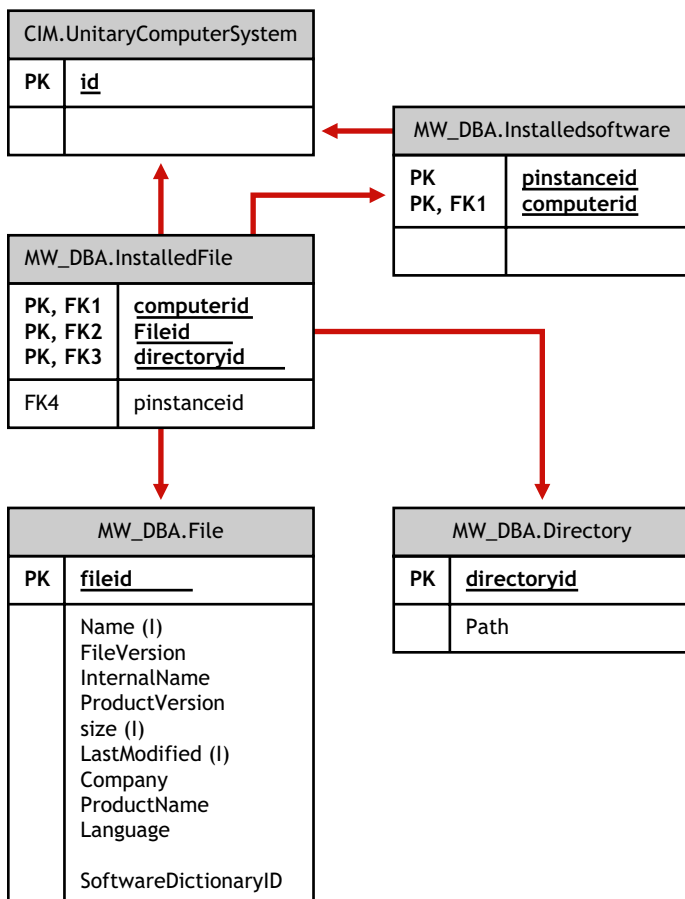 CIM.UnitaryComputerSystem
PK id
MW_DBA.Installedsoftware
PK pinstanceid
PK, FK1 computerid
MW_DBA.InstalledFile
PK, FK1 computerid
PK, FK2 Fileid
PK, FK3 directoryid
FK4 pinstanceid
MW_DBA.File
PK fileid
Name (I)
FileVersion
InternalName
ProductVersion
size (I)
LastModified (I)
Company
ProductName
Language
SoftwareDictionaryID
MW_DBA.Directory
PK directoryid
Path